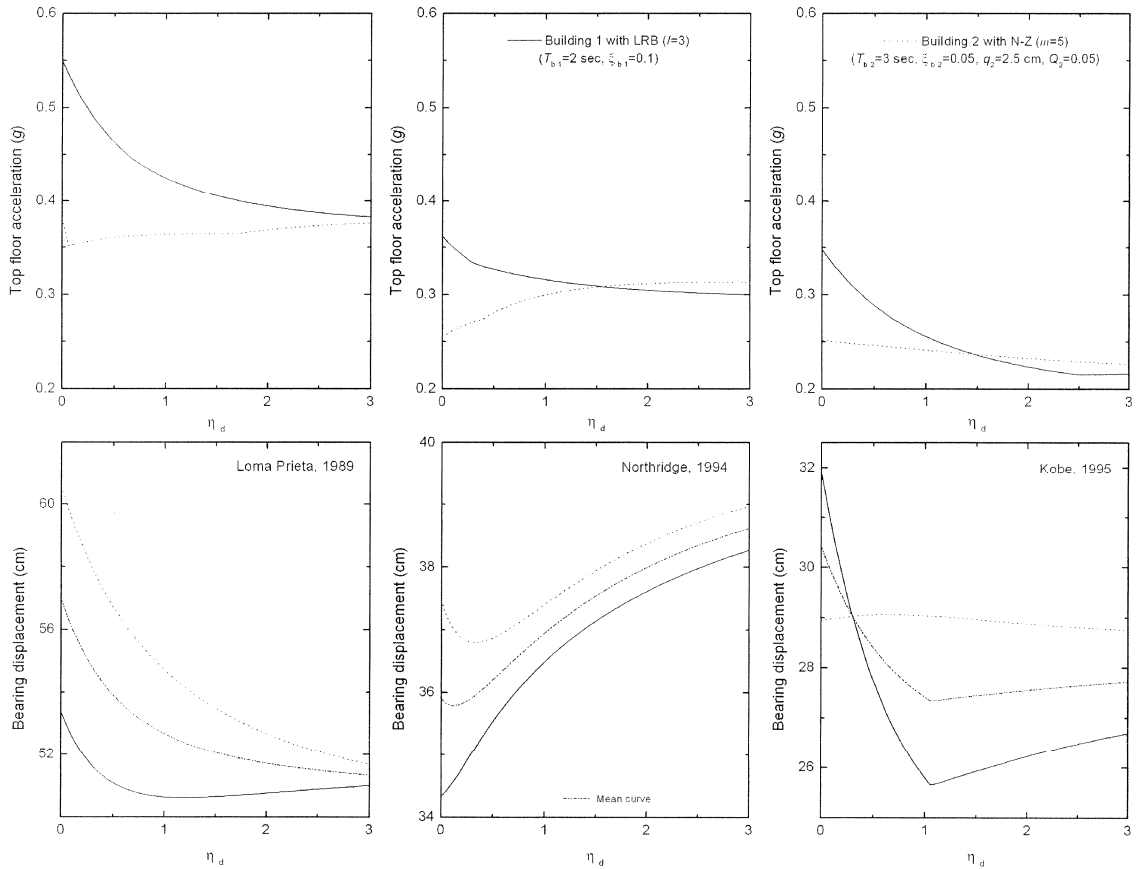 Top floor acceleration (g)
0.6
0.5
0.4
0.3
0.2
0 1 2 3
η d
Top floor acceleration (g)
0.6
0.5
0.4
0.3
0.2
Building 1 with LRB (l=3)
(T b1=2 sec, ξ b1=0.1)
0 1 2 3
η d
Top floor acceleration (g)
0.6
0.5
0.4
0.3
0.2
Building 2 with N-Z (m=5)
(T b2=3 sec, ξ b2=0.05, q 2=2.5 cm, Q 2=0.05)
0 1 2 3
η d
Bearing displacement (cm)
60
56
52
Loma Prieta, 1989
0 1 2 3
η d
Bearing displacement (cm)
40
38
36
34
Northridge, 1994
Mean curve
0 1 2 3
η d
Bearing displacement (cm)
32
30
28
26
Kobe, 1995
0 1 2 3
η d